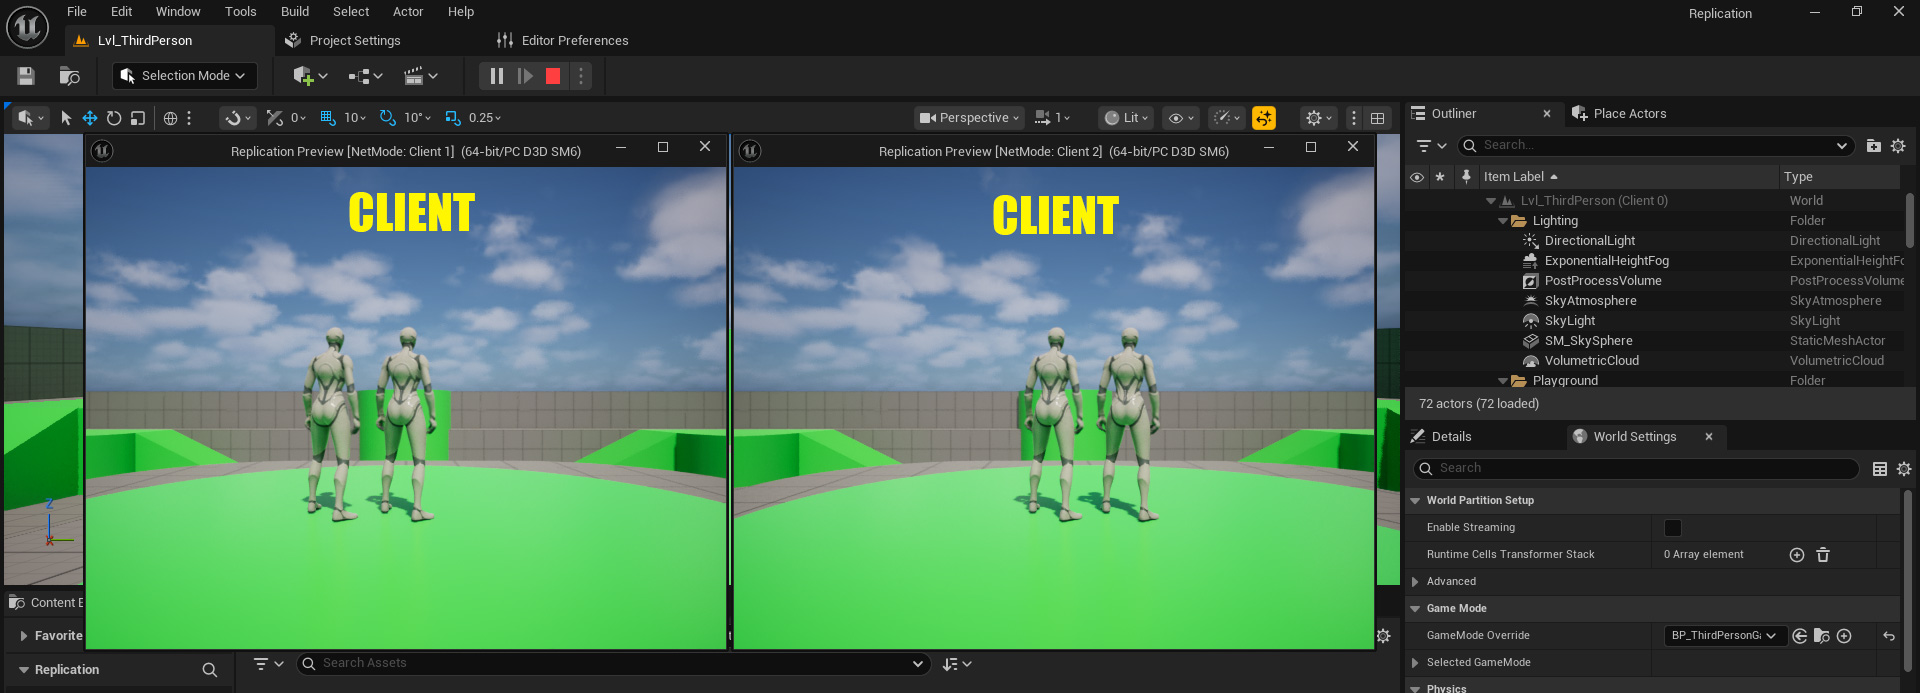 File Edit Window Tools Build Select Actor Help
Replication
Lvl_ThirdPerson Project Settings Editor Preferences
Selection Mode
0 10 10° 0.25 Perspective 1 Lit
Replication Preview [NetMode: Client 1] (64-bit/PC D3D SM6)
CLIENT
Replication Preview [NetMode: Client 2] (64-bit/PC D3D SM6)
CLIENT
Z
X
Content
Favorite
Replication
Search Assets
Outliner Place Actors
Search...
Item Label Type
Lvl_ThirdPerson (Client 0) World
Lighting Folder
DirectionalLight DirectionalLight
ExponentialHeightFog ExponentialHeightFo
PostProcessVolume PostProcessVolume
SkyAtmosphere SkyAtmosphere
SkyLight SkyLight
SM_SkySphere StaticMeshActor
VolumetricCloud VolumetricCloud
Playground Folder
72 actors (72 loaded)
Details World Settings
Search
World Partition Setup
Enable Streaming
Runtime Cells Transformer Stack 0 Array element
Advanced
Game Mode
GameMode Override BP_ThirdPersonGa
Selected GameMode
Physics